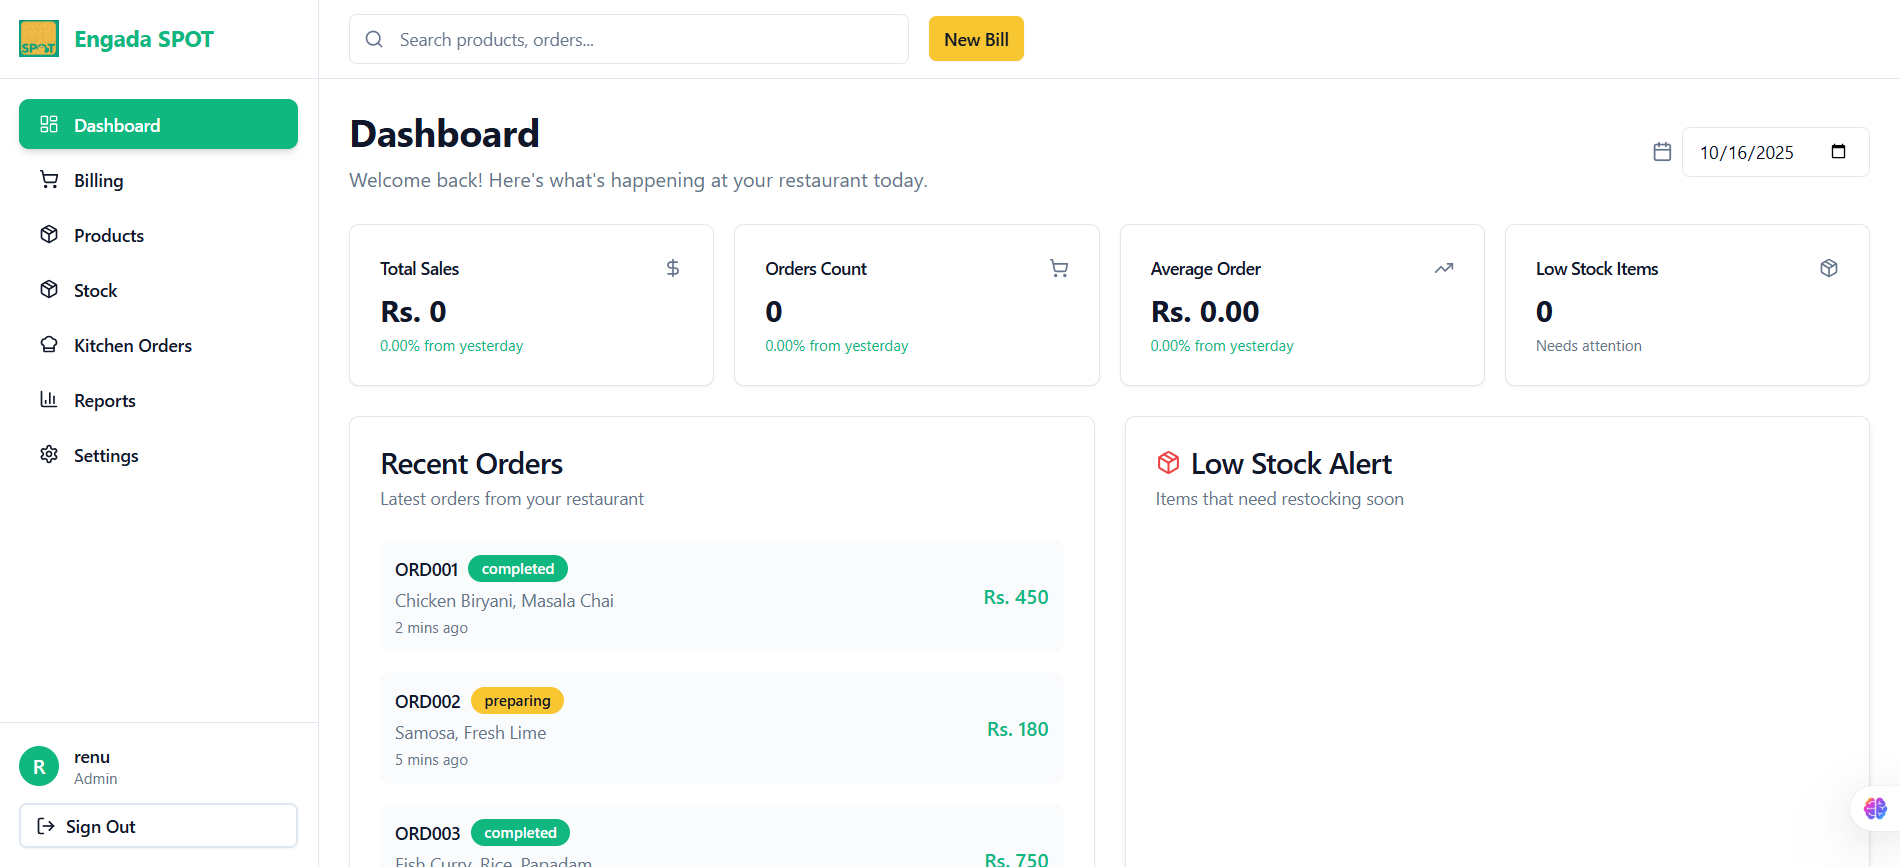 SPOT
Engada SPOT
Search products, orders...
New Bill
Dashboard
Billing
Products
Stock
Kitchen Orders
Reports
Settings
renu
R
Admin
Sign Out
Dashboard
Welcome back! Here's what's happening at your restaurant today.
10/16/2025
Total Sales
$
Rs. 0
0.00% from yesterday
Orders Count
0
0.00% from yesterday
Average Order
Rs. 0.00
0.00% from yesterday
Low Stock Items
0
Needs attention
Recent Orders
Latest orders from your restaurant
ORD001 completed
Chicken Biryani, Masala Chai
Rs. 450
2 mins ago
ORD002 preparing
Samosa, Fresh Lime
Rs. 180
5 mins ago
ORD003 completed
Fish Curry, Rice, Papadam
Rs. 750
Low Stock Alert
Items that need restocking soon